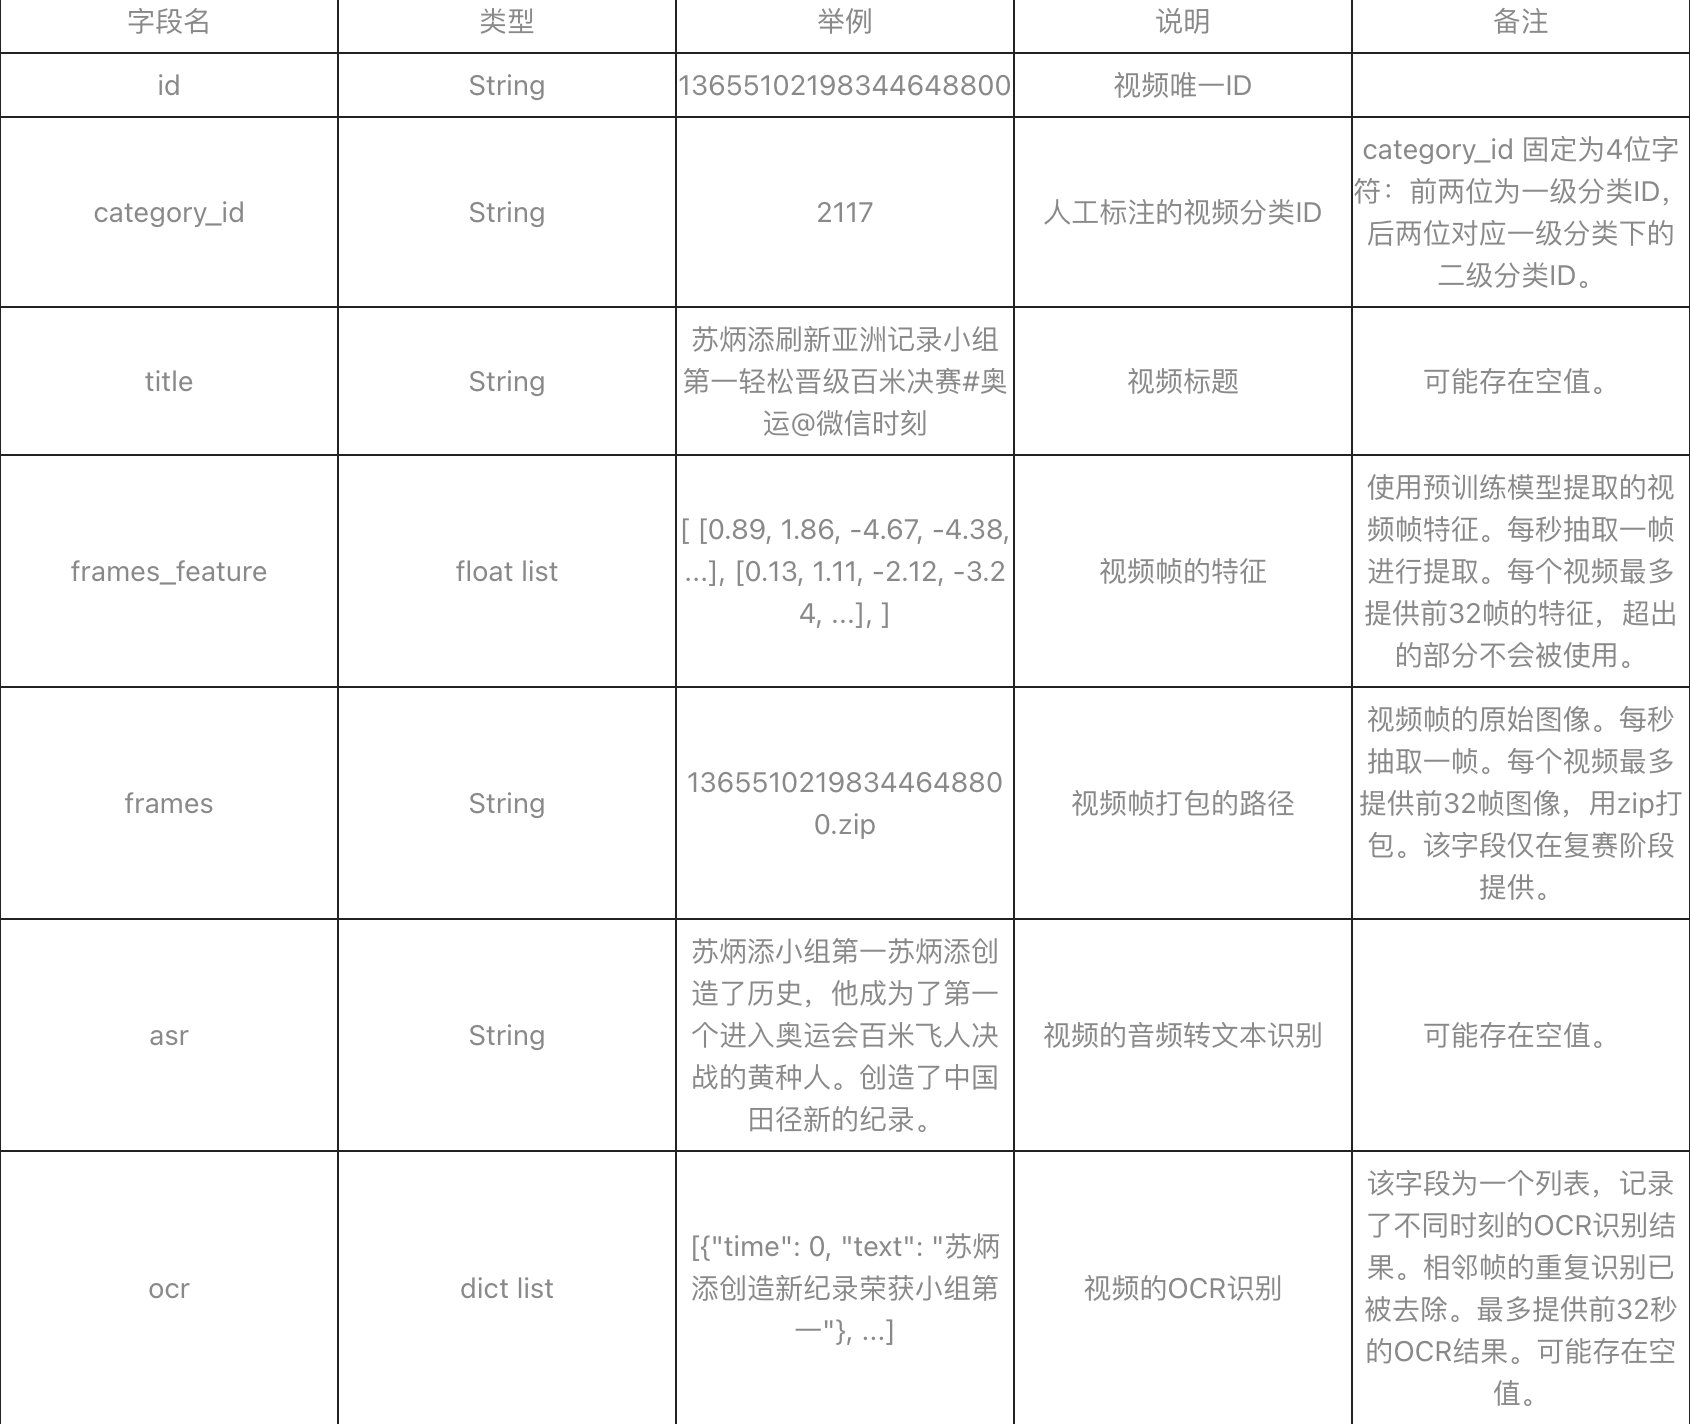 字段名 类型 举例 说明 备注
id String 13655102198344648800 视频唯一ID
category_id String 2117 人工标注的视频分类ID
category_id 固定为4位字
符：前两位为一级分类ID，
后两位对应一级分类下的
二级分类ID。
title String
苏炳添刷新亚洲记录小组
第一轻松晋级百米决赛#奥
运@微信时刻
视频标题 可能存在空值。
frames_feature float list
[ [0.89, 1.86, -4.67, -4.38,
...], [0.13, 1.11, -2.12, -3.2
4, ...], ]
视频帧的特征
使用预训练模型提取的视
频帧特征。每秒抽取一帧
进行提取。每个视频最多
提供前32帧的特征，超出
的部分不会被使用。
frames String
1365510219834464880
0.zip
视频帧打包的路径
视频帧的原始图像。每秒
抽取一帧。每个视频最多
提供前32帧图像，用zip打
包。该字段仅在复赛阶段
提供。
asr String
苏炳添小组第一苏炳添创
造了历史，他成为了第一
个进入奥运会百米飞人决
战的黄种人。创造了中国
田径新的纪录。
视频的音频转文本识别 可能存在空值。
ocr dict list
[{"time": 0, "text": "苏炳
添创造新纪录荣获小组第
一"}, ...]
视频的OCR识别
该字段为一个列表，记录
了不同时刻的OCR识别结
果。相邻帧的重复识别已
被去除。最多提供前32秒
的OCR结果。可能存在空
值。